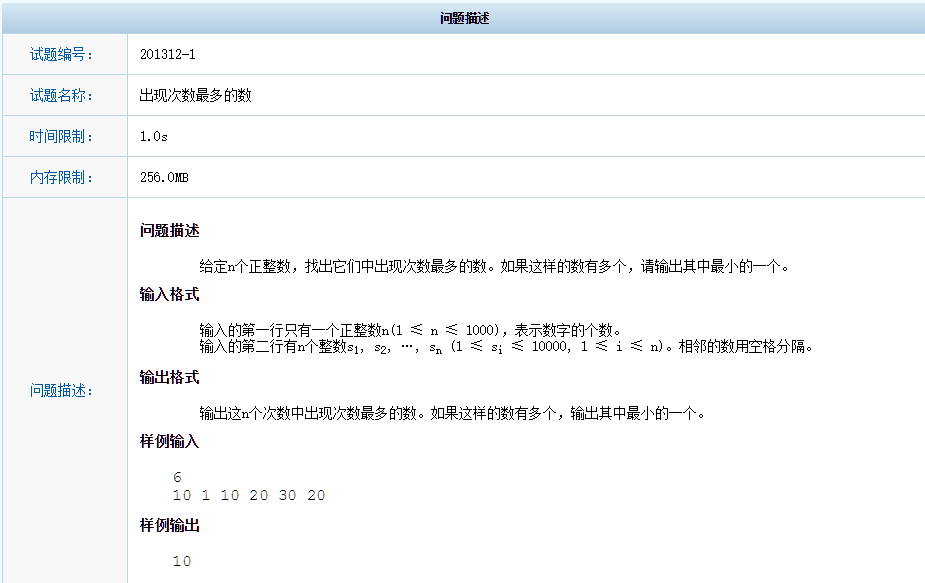 问题描述
试题编号： 201312-1
试题名称： 出现次数最多的数
时间限制： 1.0s
内存限制： 256.0MB
问题描述：
问题描述
给定n个正整数，找出它们中出现次数最多的数。如果这样的数有多个，请输出其中最小的一个。
输入格式
输入的第一行只有一个正整数n(1 ≤ n ≤ 1000)，表示数字的个数。
输入的第二行有n个整数s1, s2, …, sn (1 ≤ si ≤ 10000, 1 ≤ i ≤ n)。相邻的数用空格分隔。
输出格式
输出这n个次数中出现次数最多的数。如果这样的数有多个，输出其中最小的一个。
样例输入
6
10 1 10 20 30 20
样例输出
10